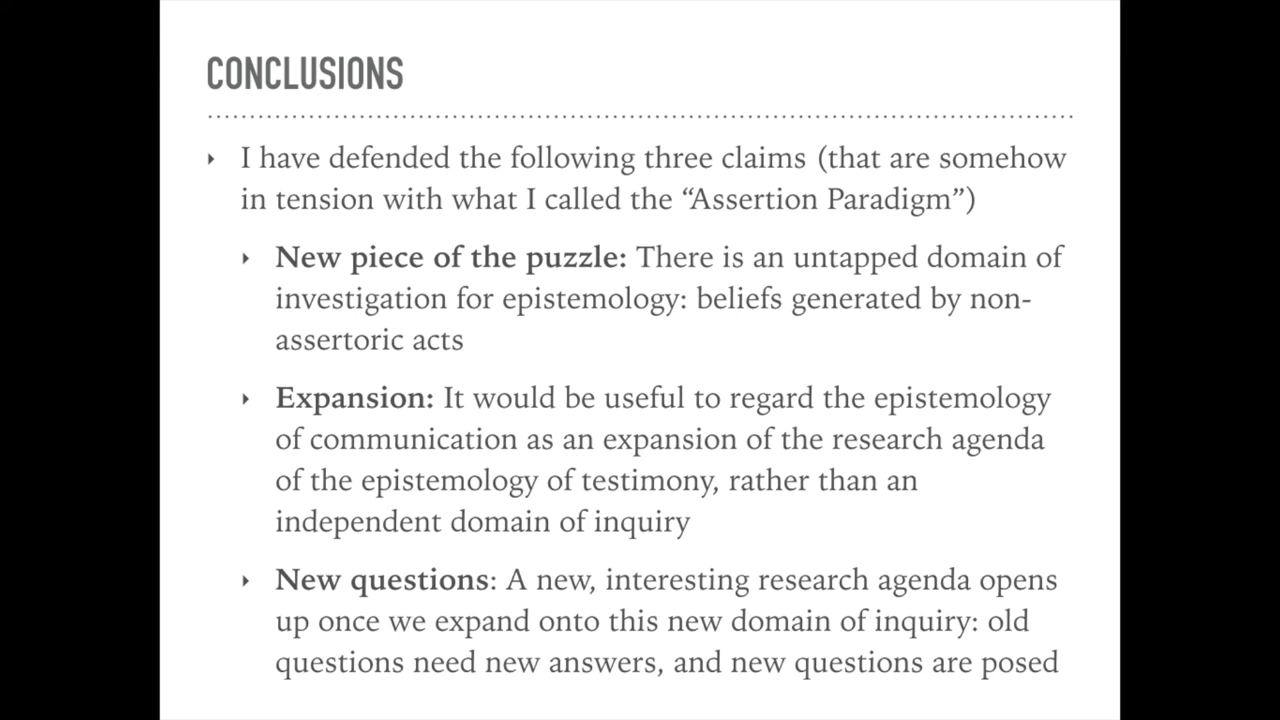 CONCLUSIONS
‣ I have defended the following three claims (that are somehow
in tension with what I called the “Assertion Paradigm”)
‣ New piece of the puzzle: There is an untapped domain of
investigation for epistemology: beliefs generated by non-
assertoric acts
‣ Expansion: It would be useful to regard the epistemology
of communication as an expansion of the research agenda
of the epistemology of testimony, rather than an
independent domain of inquiry
‣ New questions: A new, interesting research agenda opens
up once we expand onto this new domain of inquiry: old
questions need new answers, and new questions are posed